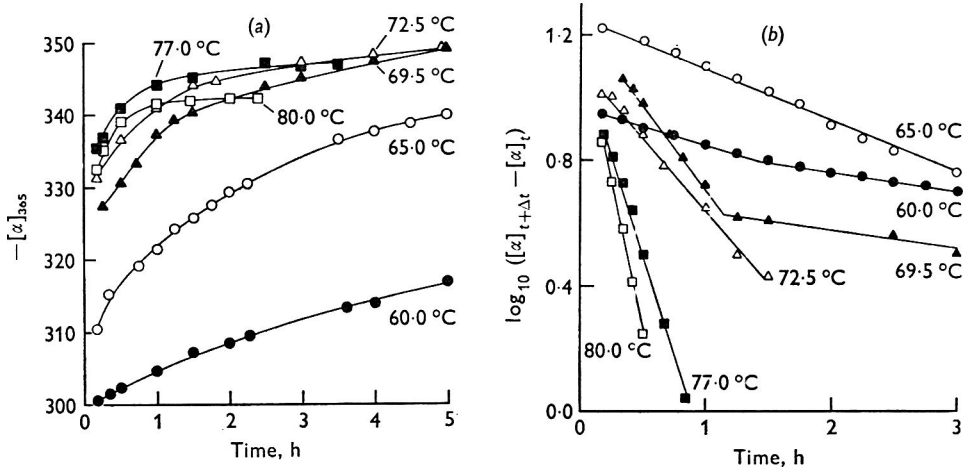 (a)
350
340
330
320
310
300
0
1
2
3
4
5
Time, h
−[α]₃₆₅
77·0 °C
72·5 °C
69·5 °C
80·0 °C
65·0 °C
60·0 °C
(b)
1·2
0·8
0·4
0·0
0
1
2
3
Time, h
log₁₀ ([α]ₜ₊Δₜ − [α]ₜ)
65·0 °C
60·0 °C
69·5 °C
72·5 °C
80·0 °C
77·0 °C